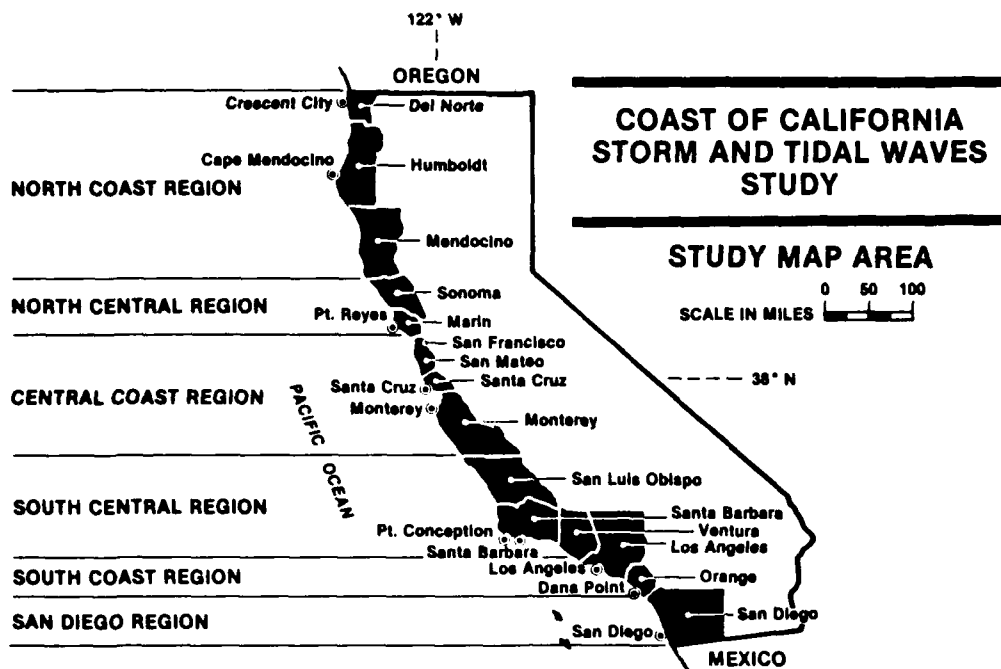 122° W
OREGON
Crescent City
Del Norte
COAST OF CALIFORNIA
STORM AND TIDAL WAVES
STUDY
Cape Mendocino
Humboldt
NORTH COAST REGION
Mendocino
STUDY MAP AREA
0 50 100
SCALE IN MILES
NORTH CENTRAL REGION
Sonoma
Pt. Reyes
Marin
San Francisco
San Mateo
Santa Cruz
Santa Cruz
36° N
CENTRAL COAST REGION
Monterey
Monterey
PACIFIC OCEAN
San Luis Obispo
SOUTH CENTRAL REGION
Santa Barbara
Pt. Conception
Ventura
Santa Barbara
Los Angeles
Los Angeles
SOUTH COAST REGION
Orange
Dana Point
SAN DIEGO REGION
San Diego
San Diego
MEXICO